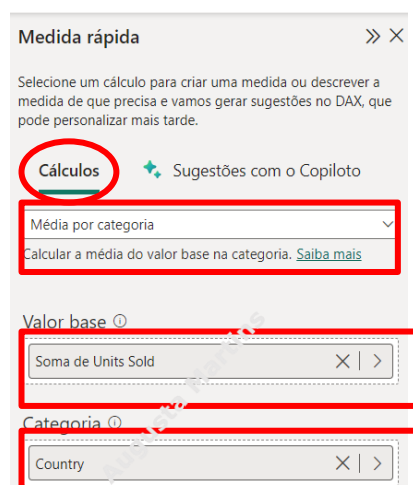 Medida rápida
Selecione um cálculo para criar uma medida ou descrever a
medida de que precisa e vamos gerar sugestões no DAX, que
pode personalizar mais tarde.
Cálculos Sugestões com o Copiloto
Média por categoria
Calcular a média do valor base na categoria. Saiba mais
Valor base
Soma de Units Sold
Categoria
Country
Augusta Martins